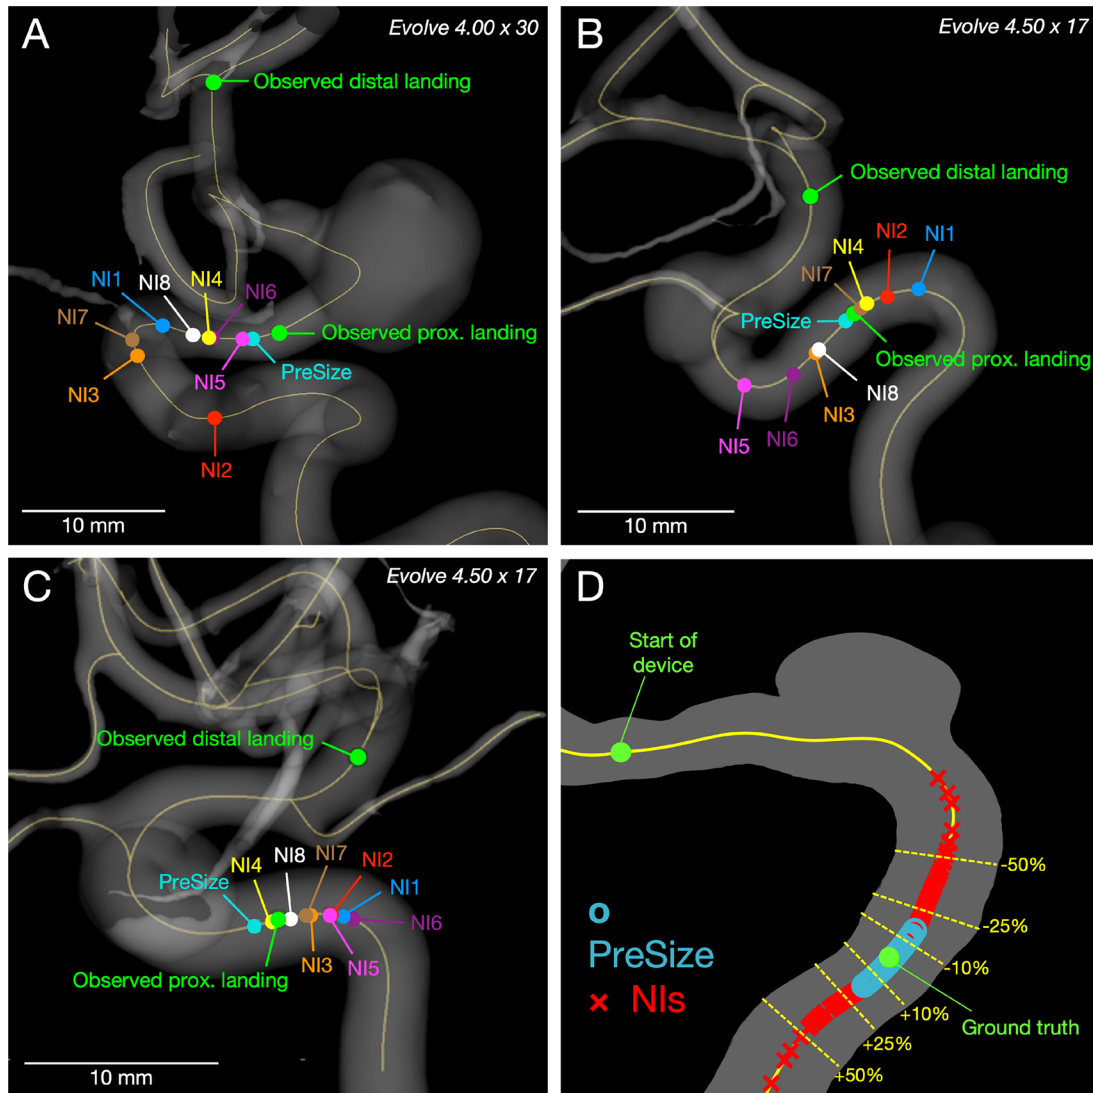 A
Evolve 4.00 x 30
Observed distal landing
NI1
NI8
NI4
NI6
NI7
Observed prox. landing
NI3
NI5
PreSize
NI2
10 mm
B
Evolve 4.50 x 17
Observed distal landing
NI4
NI2
NI1
NI7
PreSize
Observed prox. landing
NI8
NI3
NI6
NI5
10 mm
C
Evolve 4.50 x 17
Observed distal landing
PreSize
NI4
NI8
NI7
NI2
NI1
NI6
Observed prox. landing
NI3
NI5
10 mm
D
Start of
device
-50%
-25%
-10%
+10%
+25%
+50%
Ground truth
o
PreSize
× NIs